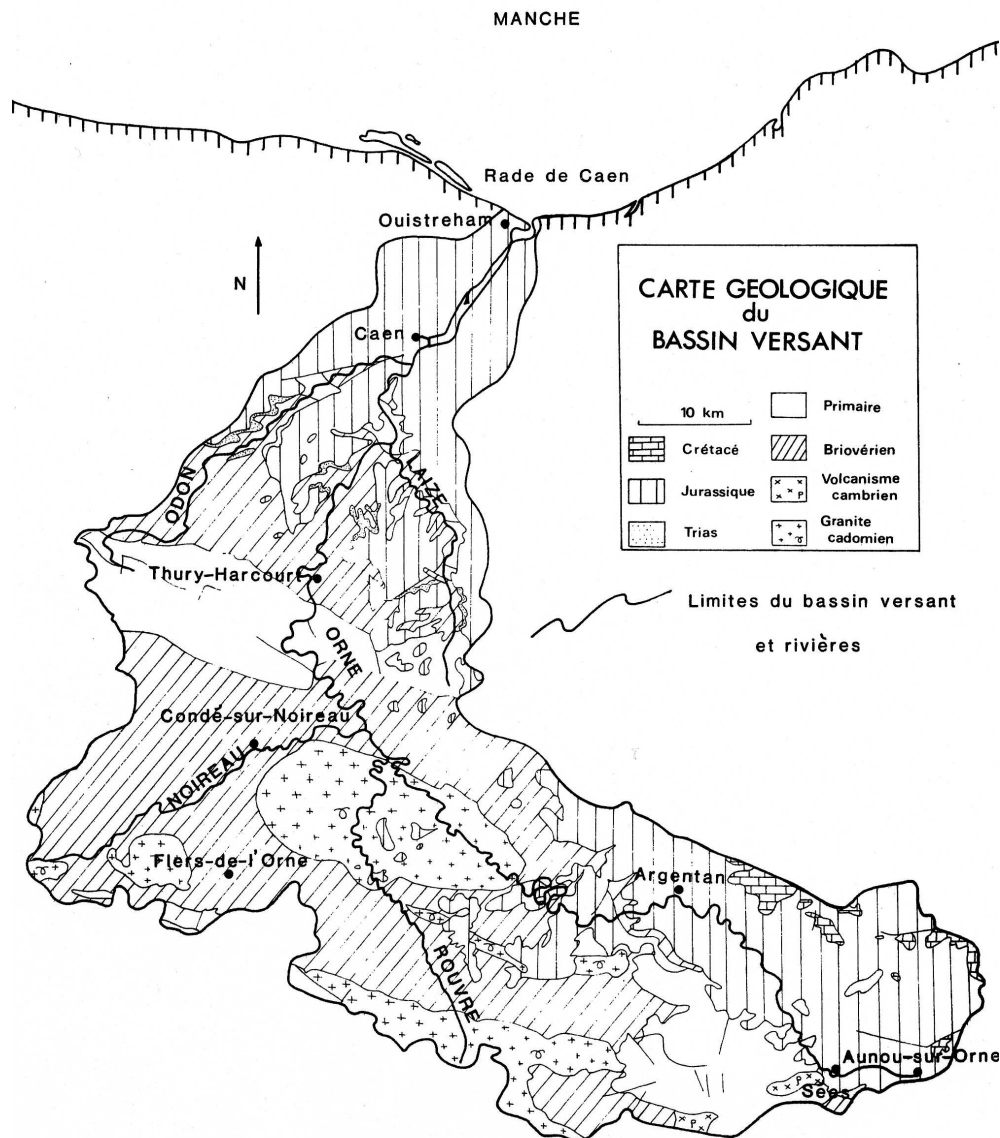 MANCHE
Rade de Caen
Ouistreham
N
Caen
CARTE GEOLOGIQUE
du
BASSIN VERSANT
10 km
Primaire
Crétacé
Briovérien
Jurassique
Volcanisme
cambrien
P
Trias
Granite
cadomien
ODON
LAIZE
Thury-Harcourt
Limites du bassin versant
et rivières
ORNE
Condé-sur-Noireau
NOIREAU
Flers-de-l'Orne
Argentan
ROUVRE
Aunou-sur-Orne
Sées
P
P